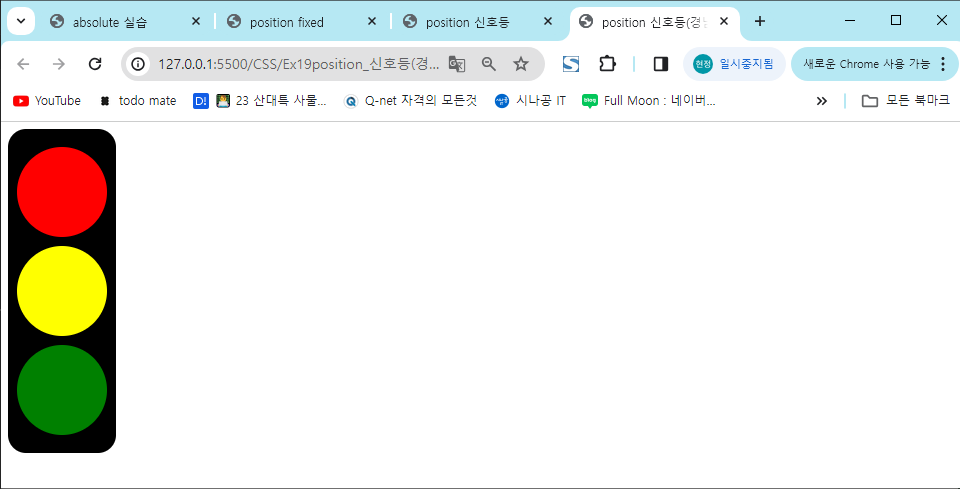 absolute 실습
position fixed
position 신호등
position 신호등(경
127.0.0.1:5500/CSS/Ex19position_신호등(경...
현정
일시중지됨
새로운 Chrome 사용 가능
YouTube
todo mate
D!
23 산대특 사물...
Q-net 자격의 모든것
시나공 IT
blog
Full Moon : 네이버...
모든 북마크